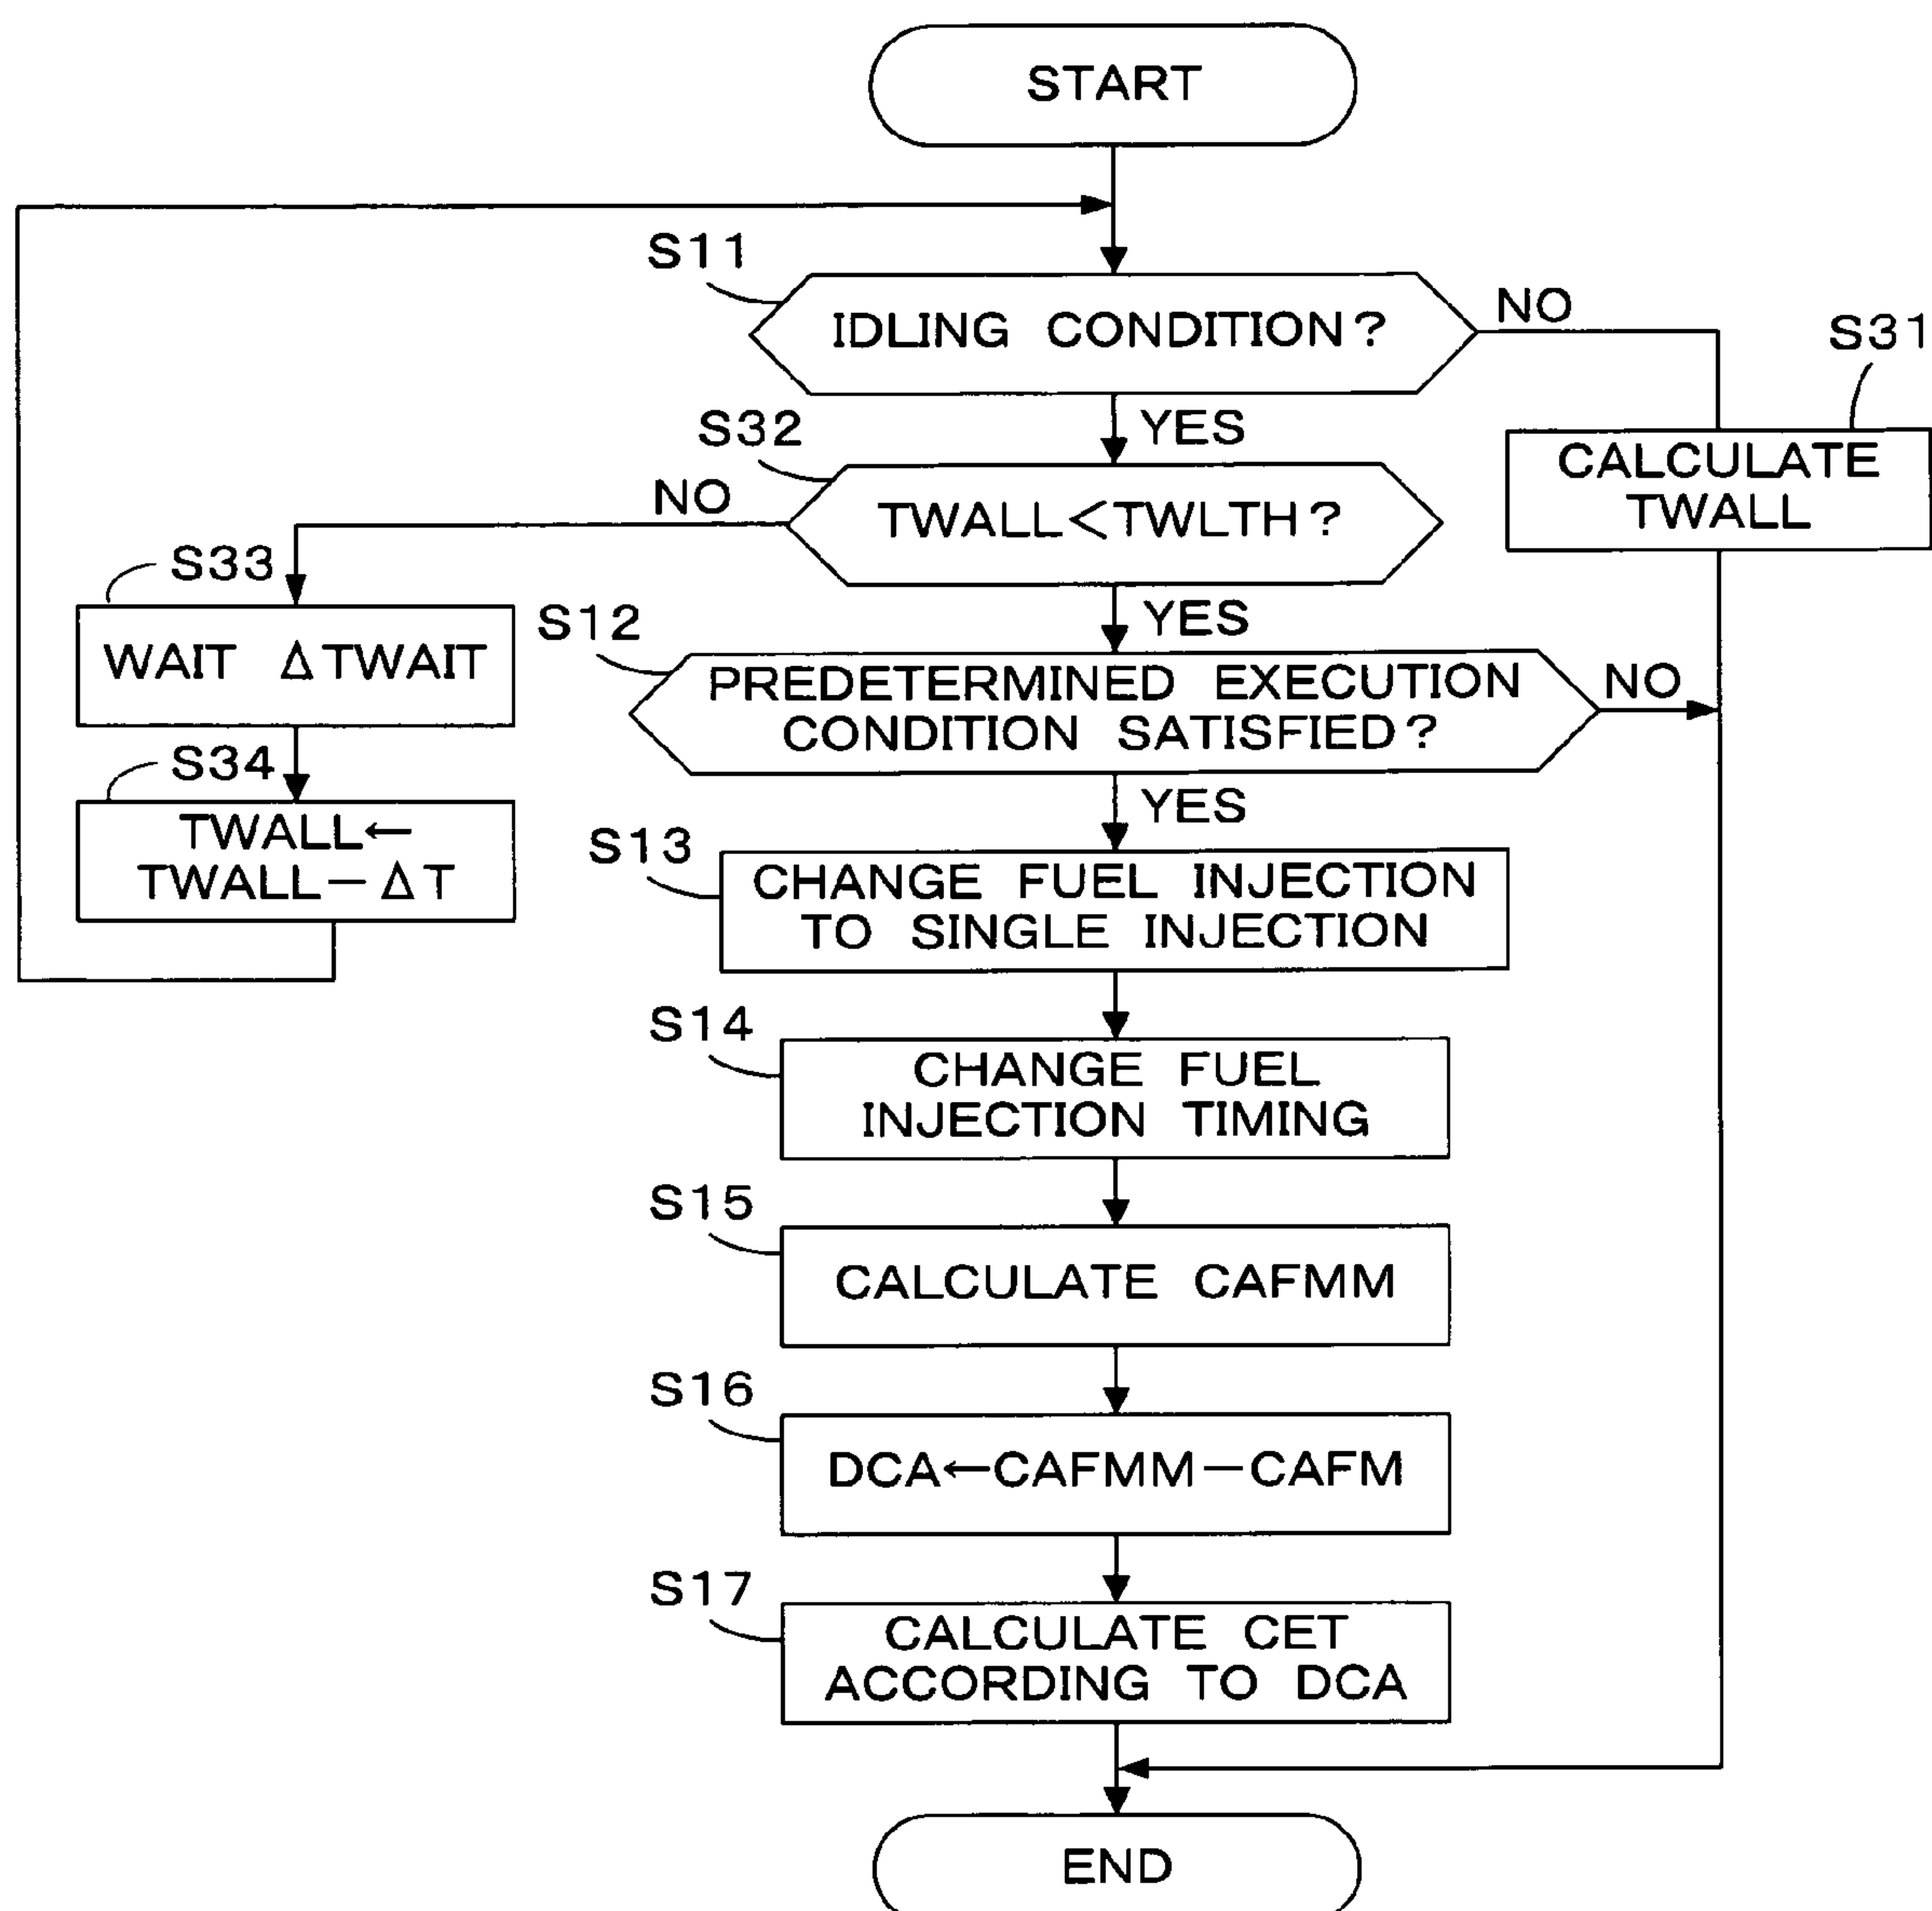 START
S11
IDLING CONDITION?
NO
S31
CALCULATE
TWALL
YES
S32
TWALL<TWLTH?
NO
S33
WAIT ΔTWAIT
S34
TWALL←
TWALL−ΔT
YES
S12
PREDETERMINED EXECUTION
CONDITION SATISFIED?
NO
YES
S13
CHANGE FUEL INJECTION
TO SINGLE INJECTION
S14
CHANGE FUEL
INJECTION TIMING
S15
CALCULATE CAFMM
S16
DCA←CAFMM−CAFM
S17
CALCULATE CET
ACCORDING TO DCA
END